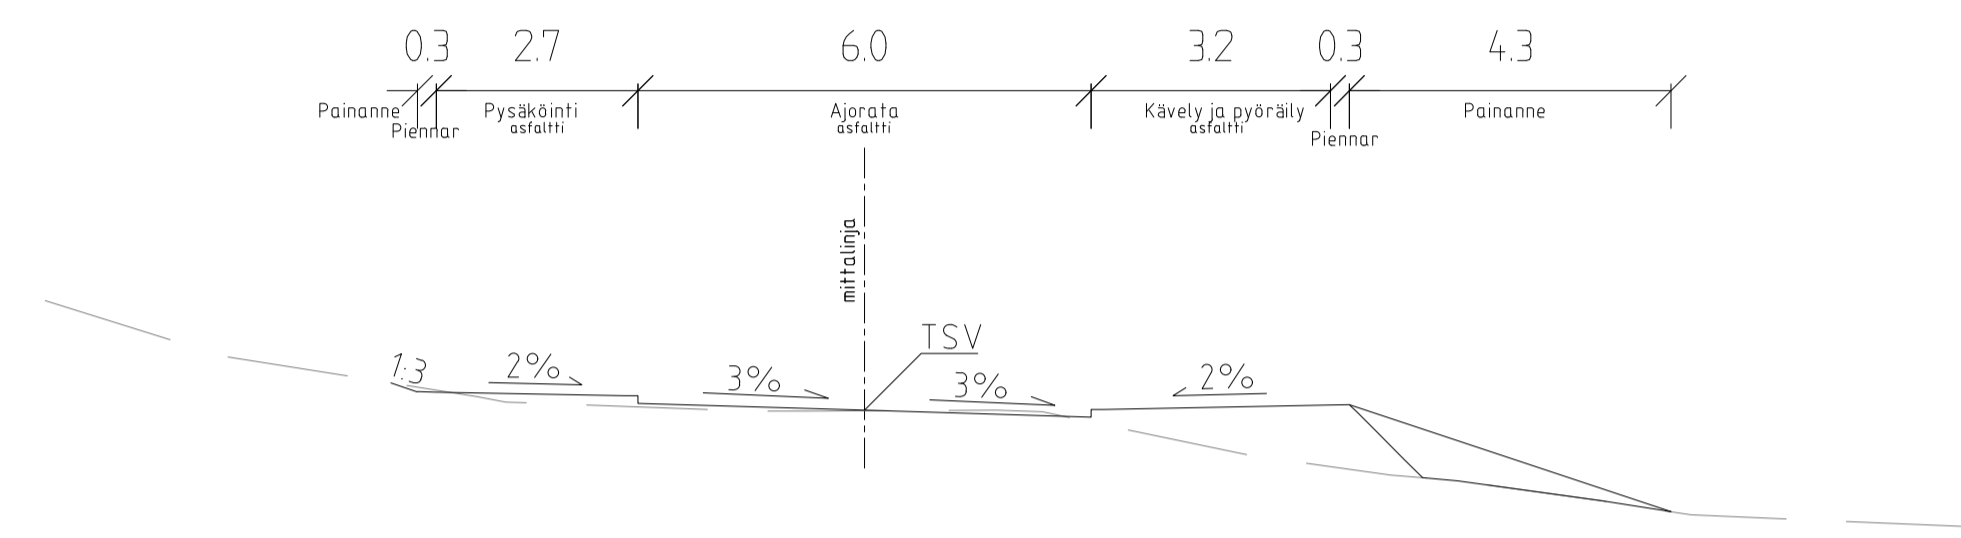 0.3 2.7 6.0 3.2 0.3 4.3
Painanne Pysäköinti Ajorata Kävely ja pyöräily Painanne
asfaltti asfaltti asfaltti
Piennar Piennar
mittalinja
TSV
1:3 2% 3% 3% 2%